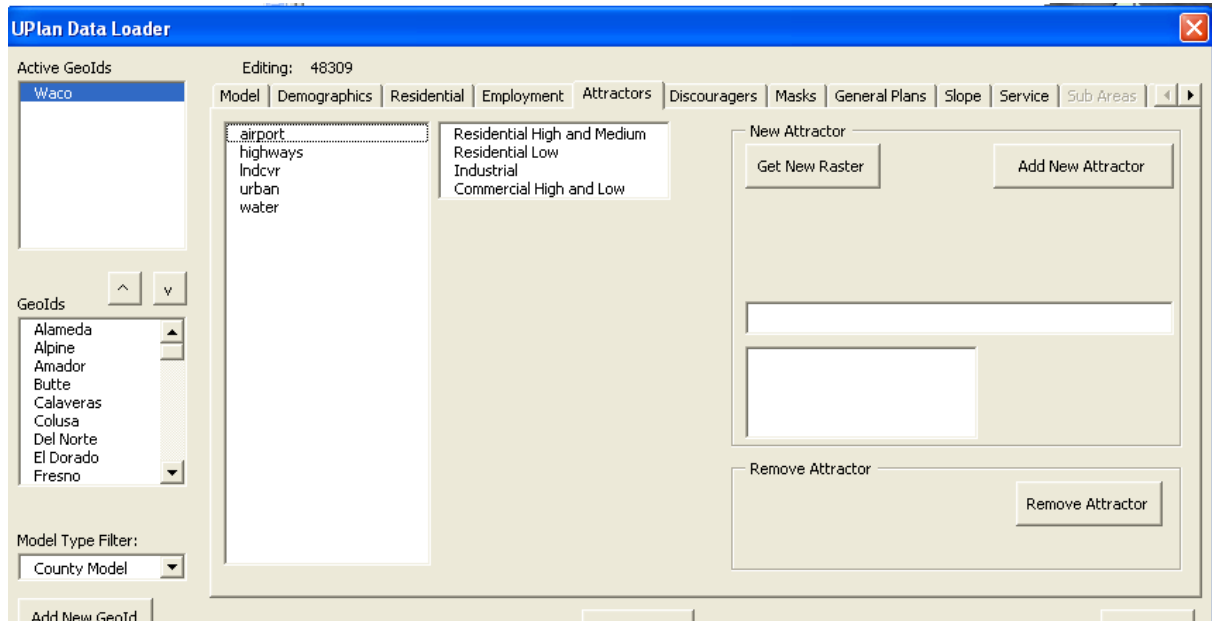 UPlan Data Loader
Active GeoIds
Editing: 48309
Waco
Model Demographics Residential Employment Attractors Discouragers Masks General Plans Slope Service Sub Areas
airport
highways
lndcvr
urban
water
Residential High and Medium
Residential Low
Industrial
Commercial High and Low
New Attractor
Get New Raster
Add New Attractor
^
v
GeoIds
Alameda
Alpine
Amador
Butte
Calaveras
Colusa
Del Norte
El Dorado
Fresno
Remove Attractor
Remove Attractor
Model Type Filter:
County Model
Add New GeoId